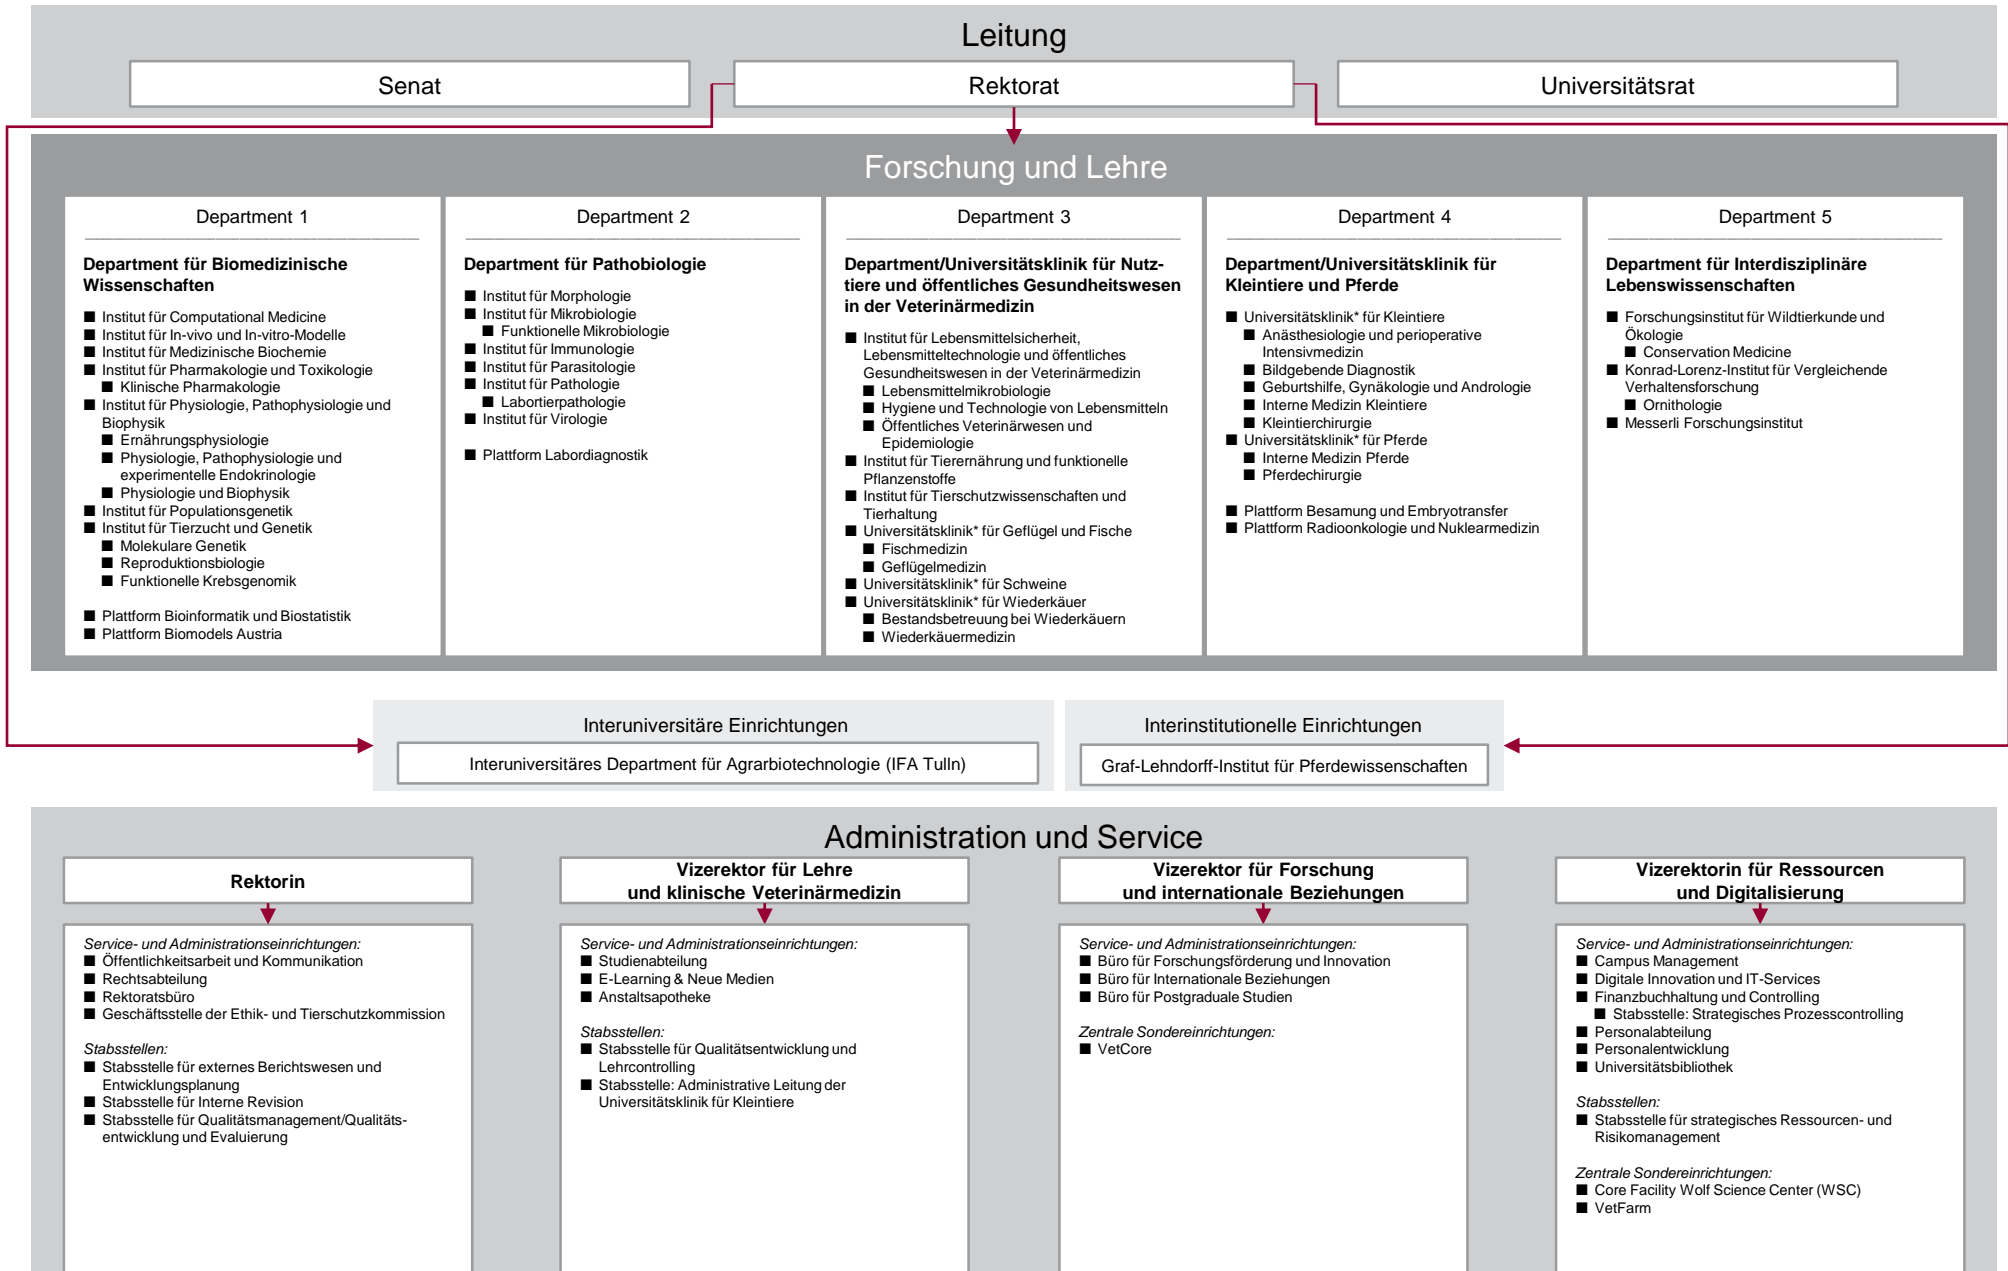 Leitung
Senat
Rektorat
Universitätsrat
Forschung und Lehre
Department 1
Department für Biomedizinische
Wissenschaften
■ Institut für Computational Medicine
■ Institut für In-vivo und In-vitro-Modelle
■ Institut für Medizinische Biochemie
■ Institut für Pharmakologie und Toxikologie
■ Klinische Pharmakologie
■ Institut für Physiologie, Pathophysiologie und
Biophysik
■ Ernährungsphysiologie
■ Physiologie, Pathophysiologie und
experimentelle Endokrinologie
■ Physiologie und Biophysik
■ Institut für Populationsgenetik
■ Institut für Tierzucht und Genetik
■ Molekulare Genetik
■ Reproduktionsbiologie
■ Funktionelle Krebsgenomik
■ Plattform Bioinformatik und Biostatistik
■ Plattform Biomodels Austria
Department 2
Department für Pathobiologie
■ Institut für Morphologie
■ Institut für Mikrobiologie
■ Funktionelle Mikrobiologie
■ Institut für Immunologie
■ Institut für Parasitologie
■ Institut für Pathologie
■ Labortierpathologie
■ Institut für Virologie
■ Plattform Labordiagnostik
Department 3
Department/Universitätsklinik für Nutz-
tiere und öffentliches Gesundheitswesen
in der Veterinärmedizin
■ Institut für Lebensmittelsicherheit,
Lebensmitteltechnologie und öffentliches
Gesundheitswesen in der Veterinärmedizin
■ Lebensmittelmikrobiologie
■ Hygiene und Technologie von Lebensmitteln
■ Öffentliches Veterinärwesen und
Epidemiologie
■ Institut für Tierernährung und funktionelle
Pflanzenstoffe
■ Institut für Tierschutzwissenschaften und
Tierhaltung
■ Universitätsklinik* für Geflügel und Fische
■ Fischmedizin
■ Geflügelmedizin
■ Universitätsklinik* für Schweine
■ Universitätsklinik* für Wiederkäuer
■ Bestandsbetreuung bei Wiederkäuern
■ Wiederkäuermedizin
Department 4
Department/Universitätsklinik für
Kleintiere und Pferde
■ Universitätsklinik* für Kleintiere
■ Anästhesiologie und perioperative
Intensivmedizin
■ Bildgebende Diagnostik
■ Geburtshilfe, Gynäkologie und Andrologie
■ Interne Medizin Kleintiere
■ Kleintierchirurgie
■ Universitätsklinik* für Pferde
■ Interne Medizin Pferde
■ Pferdechirurgie
■ Plattform Besamung und Embryotransfer
■ Plattform Radioonkologie und Nuklearmedizin
Department 5
Department für Interdisziplinäre
Lebenswissenschaften
■ Forschungsinstitut für Wildtierkunde und
Ökologie
■ Conservation Medicine
■ Konrad-Lorenz-Institut für Vergleichende
Verhaltensforschung
■ Ornithologie
■ Messerli Forschungsinstitut
Interuniversitäre Einrichtungen
Interuniversitäres Department für Agrarbiotechnologie (IFA Tulln)
Interinstitutionelle Einrichtungen
Graf-Lehndorff-Institut für Pferdewissenschaften
Administration und Service
Rektorin
Service- und Administrationseinrichtungen:
■ Öffentlichkeitsarbeit und Kommunikation
■ Rechtsabteilung
■ Rektoratsbüro
■ Geschäftsstelle der Ethik- und Tierschutzkommission
Stabsstellen:
■ Stabsstelle für externes Berichtswesen und
Entwicklungsplanung
■ Stabsstelle für Interne Revision
■ Stabsstelle für Qualitätsmanagement/Qualitäts-
entwicklung und Evaluierung
Vizerektor für Lehre
und klinische Veterinärmedizin
Service- und Administrationseinrichtungen:
■ Studienabteilung
■ E-Learning & Neue Medien
■ Anstaltsapotheke
Stabsstellen:
■ Stabsstelle für Qualitätsentwicklung und
Lehrcontrolling
■ Stabsstelle: Administrative Leitung der
Universitätsklinik für Kleintiere
Vizerektor für Forschung
und internationale Beziehungen
Service- und Administrationseinrichtungen:
■ Büro für Forschungsförderung und Innovation
■ Büro für Internationale Beziehungen
■ Büro für Postgraduale Studien
Zentrale Sondereinrichtungen:
■ VetCore
Vizerektorin für Ressourcen
und Digitalisierung
Service- und Administrationseinrichtungen:
■ Campus Management
■ Digitale Innovation und IT-Services
■ Finanzbuchhaltung und Controlling
■ Stabsstelle: Strategisches Prozesscontrolling
■ Personalabteilung
■ Personalentwicklung
■ Universitätsbibliothek
Stabsstellen:
■ Stabsstelle für strategisches Ressourcen- und
Risikomanagement
Zentrale Sondereinrichtungen:
■ Core Facility Wolf Science Center (WSC)
■ VetFarm